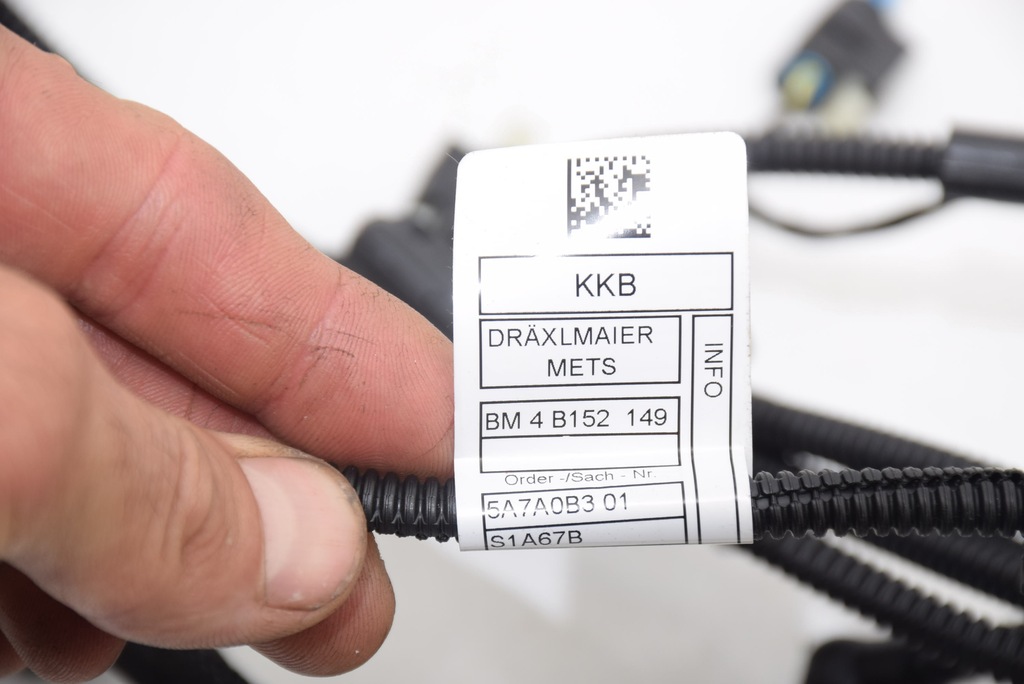 KKB
DRÄXLMAIER
METS
INFO
BM 4 B152 149
Order -/Sach - Nr.
5A7A0B3 01
S1A67B